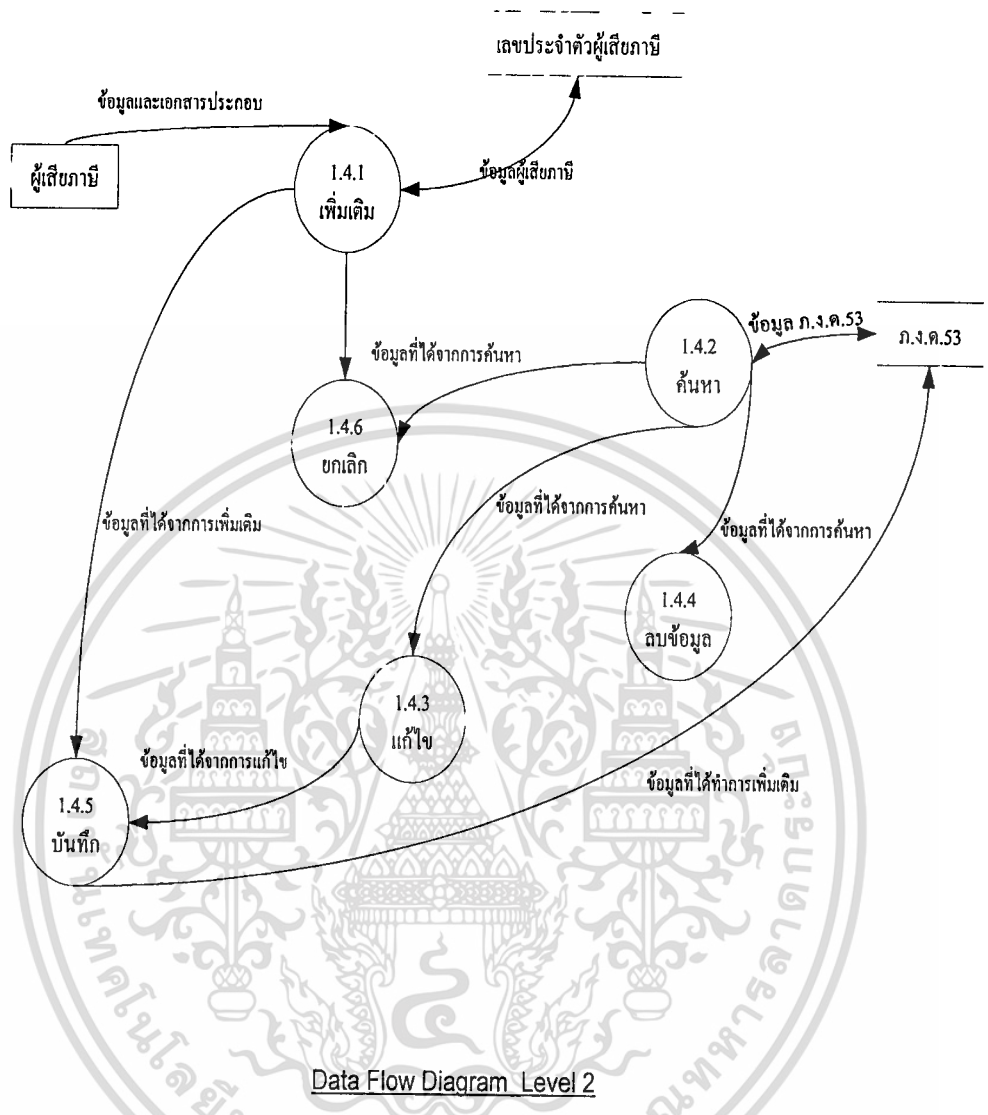 เลขประจำตัวผู้เสียภาษี
ข้อมูลและเอกสารประกอบ
ผู้เสียภาษี
1.4.1
เพิ่มเติม
ข้อมูลผู้เสียภาษี
ข้อมูล ภ.ง.ด.53
ภ.ง.ด.53
1.4.2
ค้นหา
ข้อมูลที่ได้จากการค้นหา
1.4.6
ยกเลิก
ข้อมูลที่ได้จากการค้นหา
ข้อมูลที่ได้จากการเพิ่มเติม
ข้อมูลที่ได้จากการค้นหา
1.4.4
ลบข้อมูล
1.4.3
แก้ไข
ข้อมูลที่ได้จากการแก้ไข
ข้อมูลที่ได้ทำการเพิ่มเติม
1.4.5
บันทึก
Data Flow Diagram Level 2